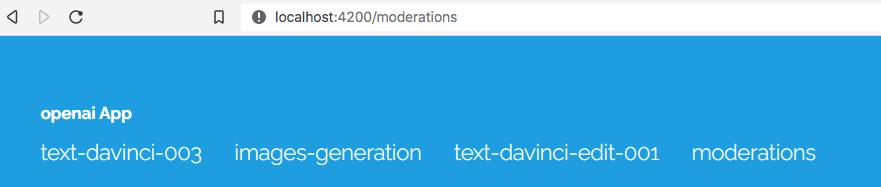 localhost:4200/moderations
openai App
text-davinci-003 images-generation text-davinci-edit-001 moderations